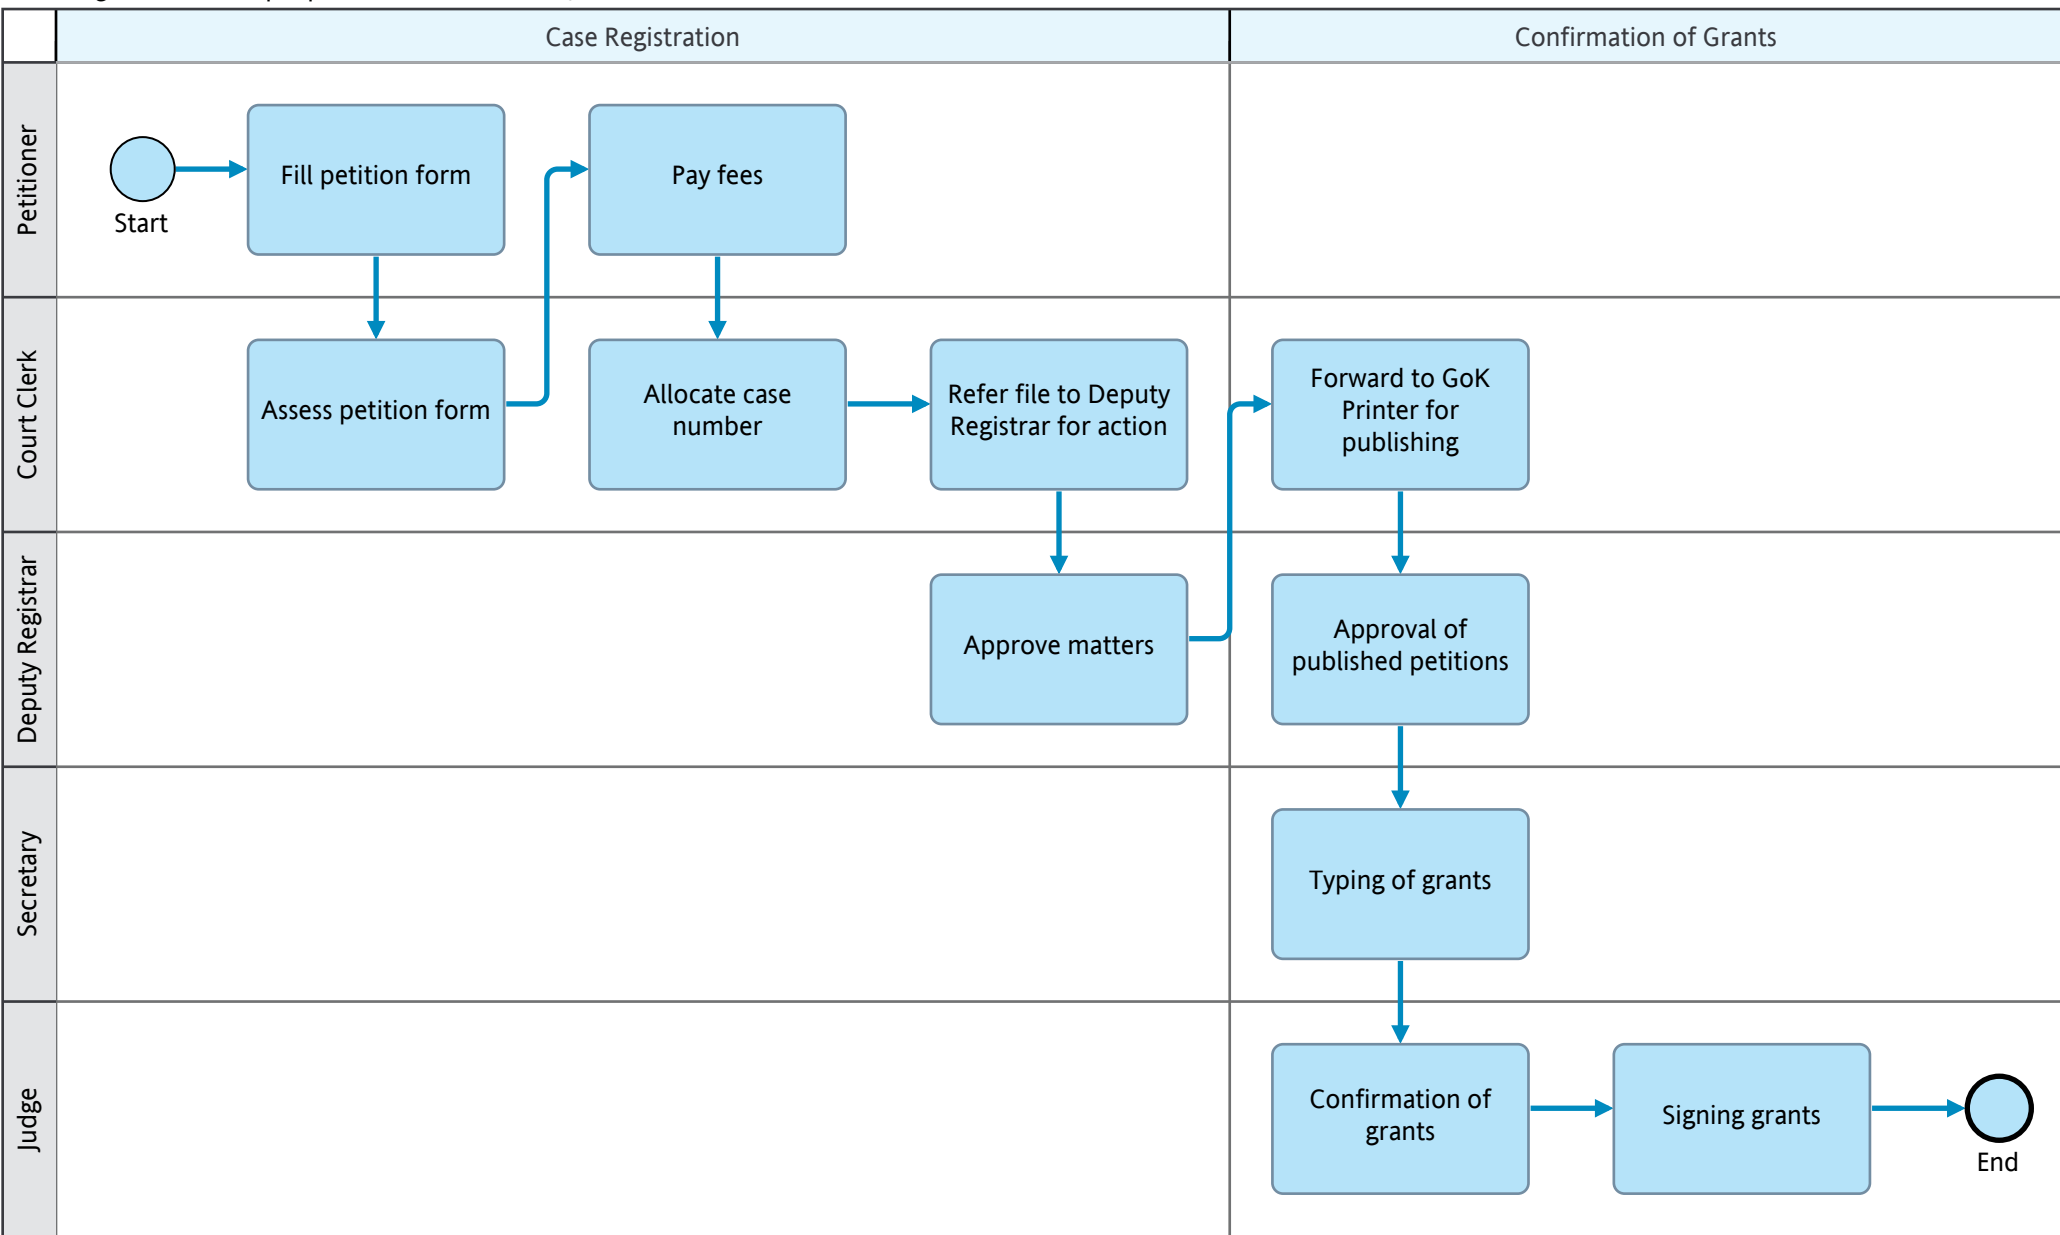 Case Registration
Confirmation of Grants
Petitioner
Start
Fill petition form
Pay fees
Court Clerk
Assess petition form
Allocate case
number
Refer file to Deputy
Registrar for action
Forward to GoK
Printer for
publishing
Deputy Registrar
Approve matters
Approval of
published petitions
Secretary
Typing of grants
Judge
Confirmation of
grants
Signing grants
End